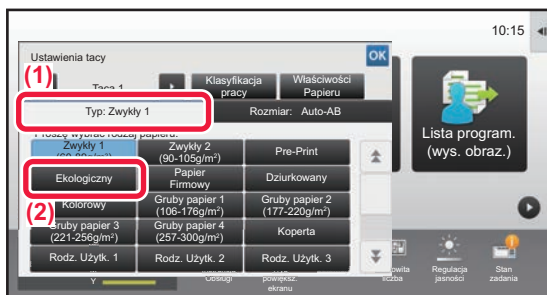 10:15
Ustawienia tacy
OK
(1)
Taca 1
Klasyfikacja
pracy
Właściwości
Papieru
Typ: Zwykły 1
Rozmiar: Auto-AB
Proszę wybrać rodzaj papieru.
Zwykły 1
Zwykły 2
(90-105g/m²)
Pre-Print
Ekologiczny
Papier
Firmowy
Dziurkowany
(2)
Kolorowy
Gruby papier 1
(106-176g/m²)
Gruby papier 2
(177-220g/m²)
Gruby papier 3
(221-256g/m²)
Gruby papier 4
(257-300g/m²)
Koperta
Rodz. Użytk. 1
Rodz. Użytk. 2
Rodz. Użytk. 3
Lista program.
(wys. obraz.)
Y
Obsługi
powiększ.
ekranu
liczba
Regulacja
jasności
Stan
zadania